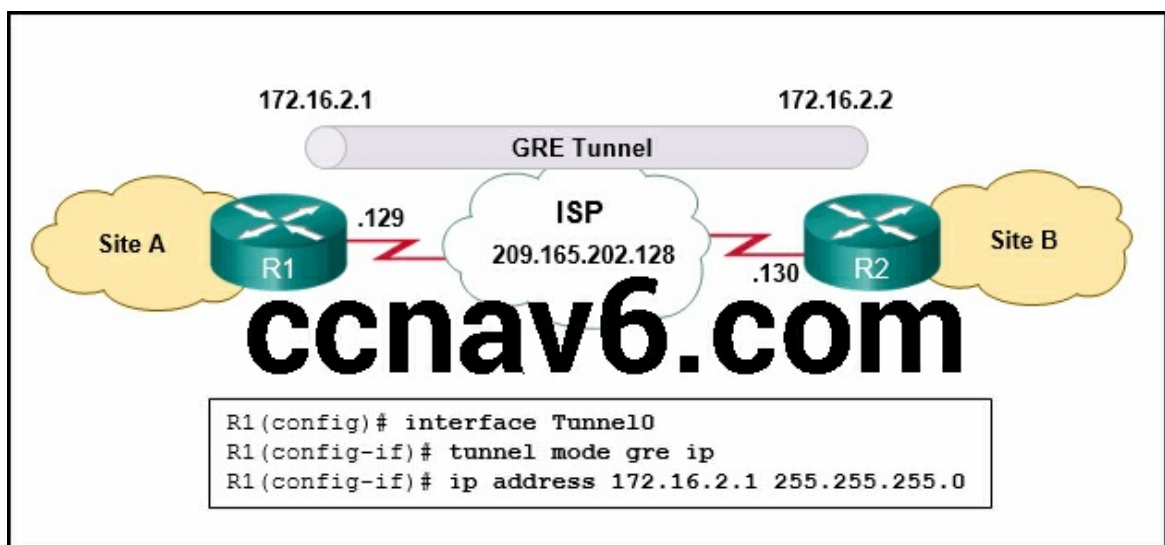 172.16.2.1
172.16.2.2
GRE Tunnel
Site A
R1
.129
ISP
209.165.202.128
.130
R2
Site B
ccnav6.com
R1(config)# interface Tunnel0
R1(config-if)# tunnel mode gre ip
R1(config-if)# ip address 172.16.2.1 255.255.255.0